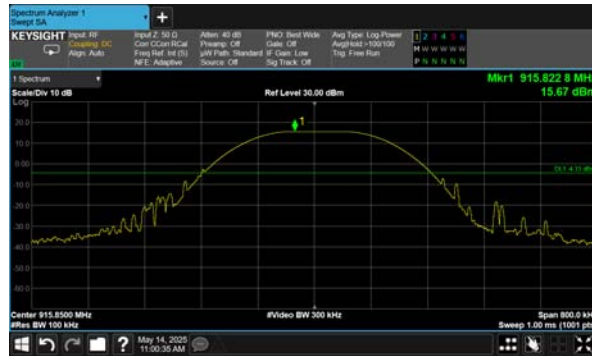 Spectrum Analyzer 1
Swept SA
+
KEYSIGHT
Input: RF
Coupling: DC
Align: Auto
Input Z: 50 Ω
Corr CCorr RCal
Freq Ref: Int (S)
NFE: Adaptive
Atten: 40 dB
Preamp: Off
µW Path: Standard
Source: Off
PNO: Best Wide
Gate: Off
IF Gain: Low
Sig Track: Off
Avg Type: Log-Power
Avg|Hold: >100/100
Trig: Free Run
1 2 3 4 5 6
M W W W W W
P N N N N N
1 Spectrum
Scale/Div 10 dB
Ref Level 30.00 dBm
Mkr1 915.822 8 MH
15.67 dBm
Log
1
20.0
10.0
0.00
-10.0
-20.0
-30.0
-40.0
-50.0
-60.0
Center 915.8500 MHz
#Res BW 100 kHz
#Video BW 300 kHz
Span 800.0 kH
Sweep 1.00 ms (1001 pts
?
May 14, 2025
11:00:35 AM